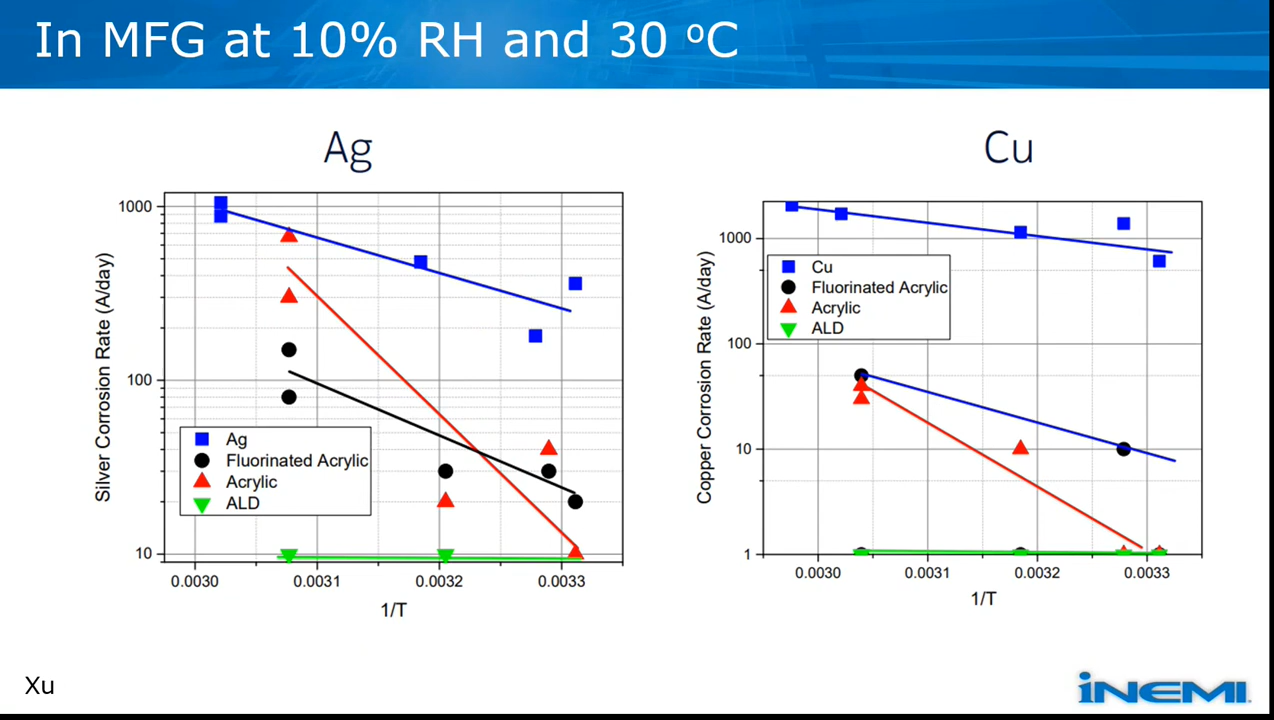 In MFG at 10% RH and 30 ºC
Ag
Silver Corrosion Rate (A/day)
1000
100
10
Ag
Fluorinated Acrylic
Acrylic
ALD
0.0030 0.0031 0.0032 0.0033
1/T
Cu
Copper Corrosion Rate (A/day)
1000
100
10
1
Cu
Fluorinated Acrylic
Acrylic
ALD
0.0030 0.0031 0.0032 0.0033
1/T
Xu
iNEMI.